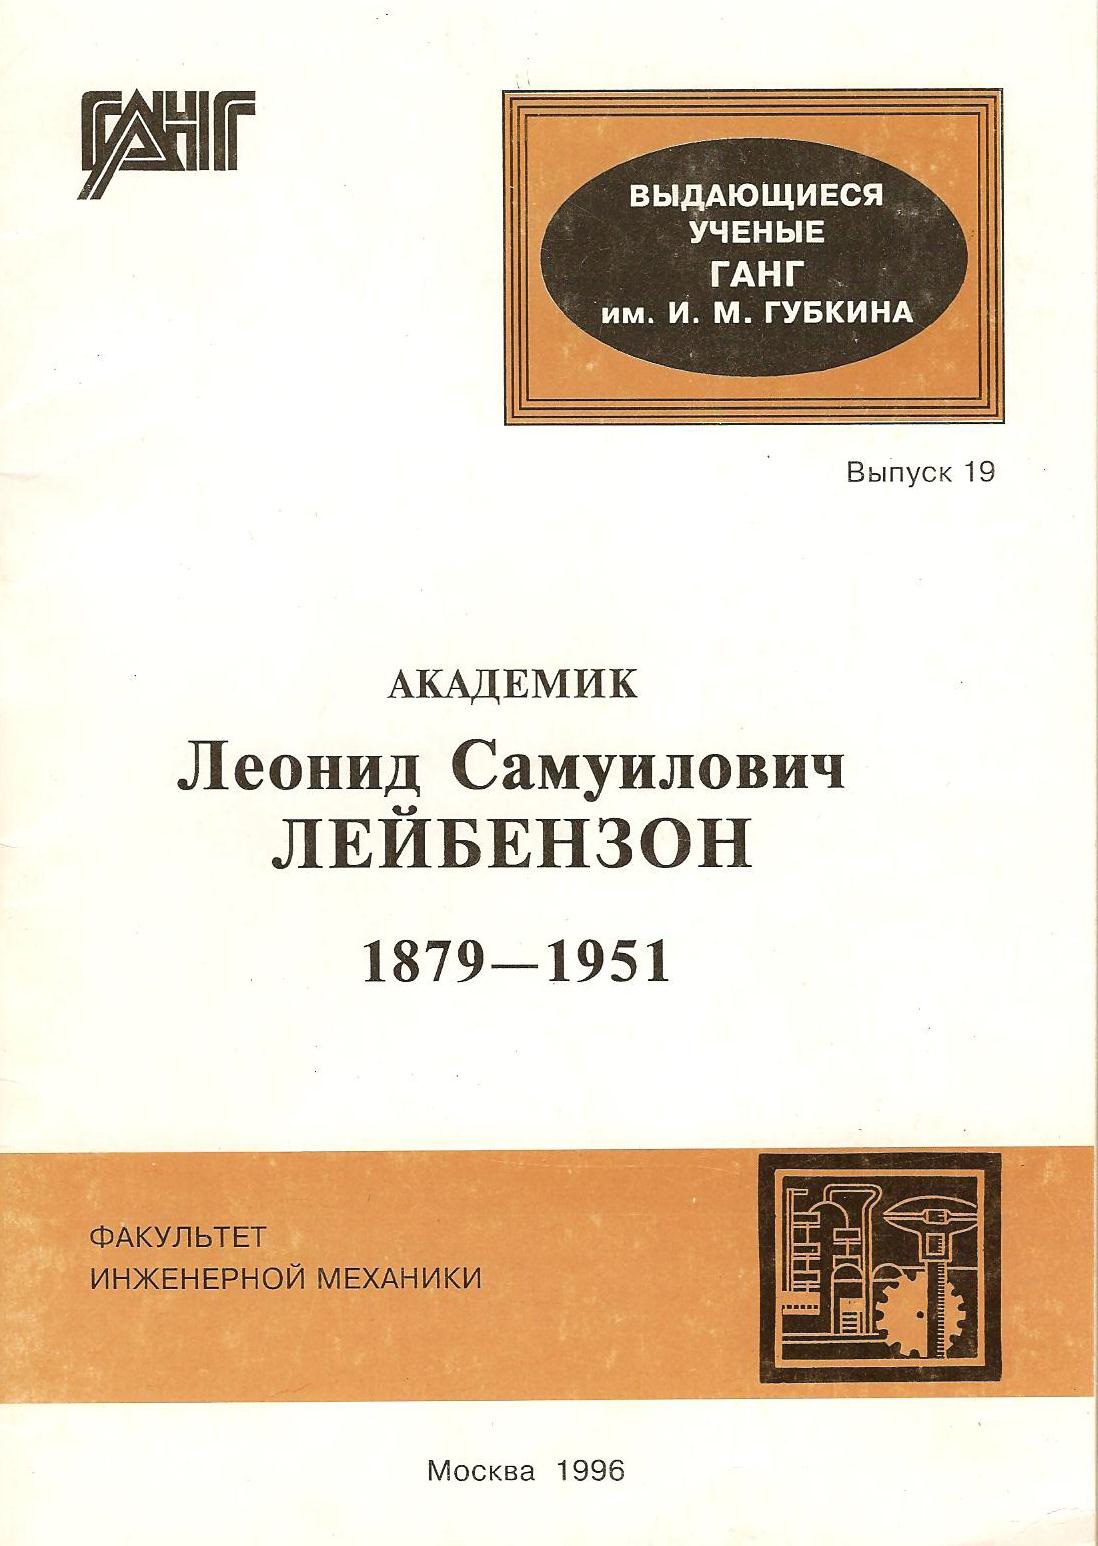 ГАНГ
ВЫДАЮЩИЕСЯ
УЧЕНЫЕ
ГАНГ
им. И. М. ГУБКИНА
Выпуск 19
АКАДЕМИК
Леонид Самуилович
ЛЕЙБЕНЗОН
1879—1951
ФАКУЛЬТЕТ
ИНЖЕНЕРНОЙ МЕХАНИКИ
Москва 1996